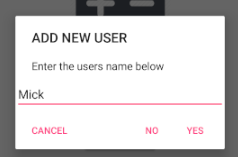 ADD NEW USER
Enter the users name below
Mick
CANCEL NO YES